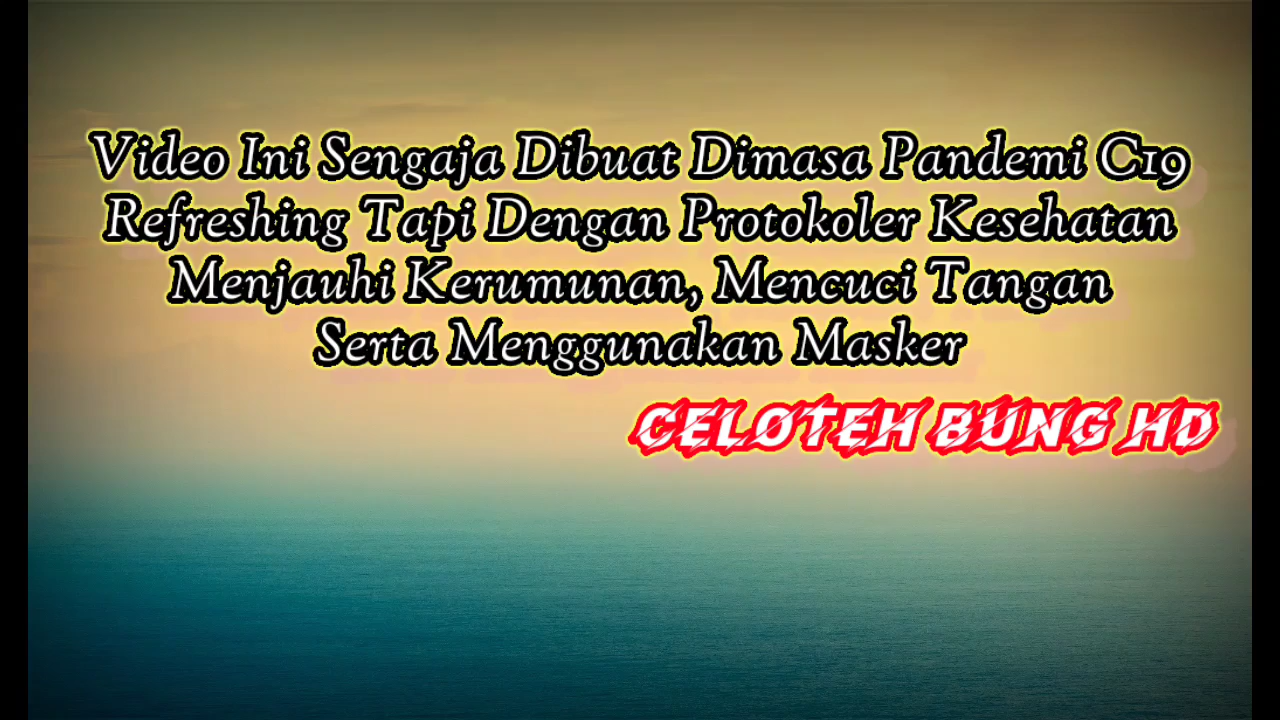 Video Ini Sengaja Dibuat Dimasa Pandemi C19
Refreshing Tapi Dengan Protokoler Kesehatan
Menjauhi Kerumunan, Mencuci Tangan
Serta Menggunakan Masker
CELOTEH BUNG HD